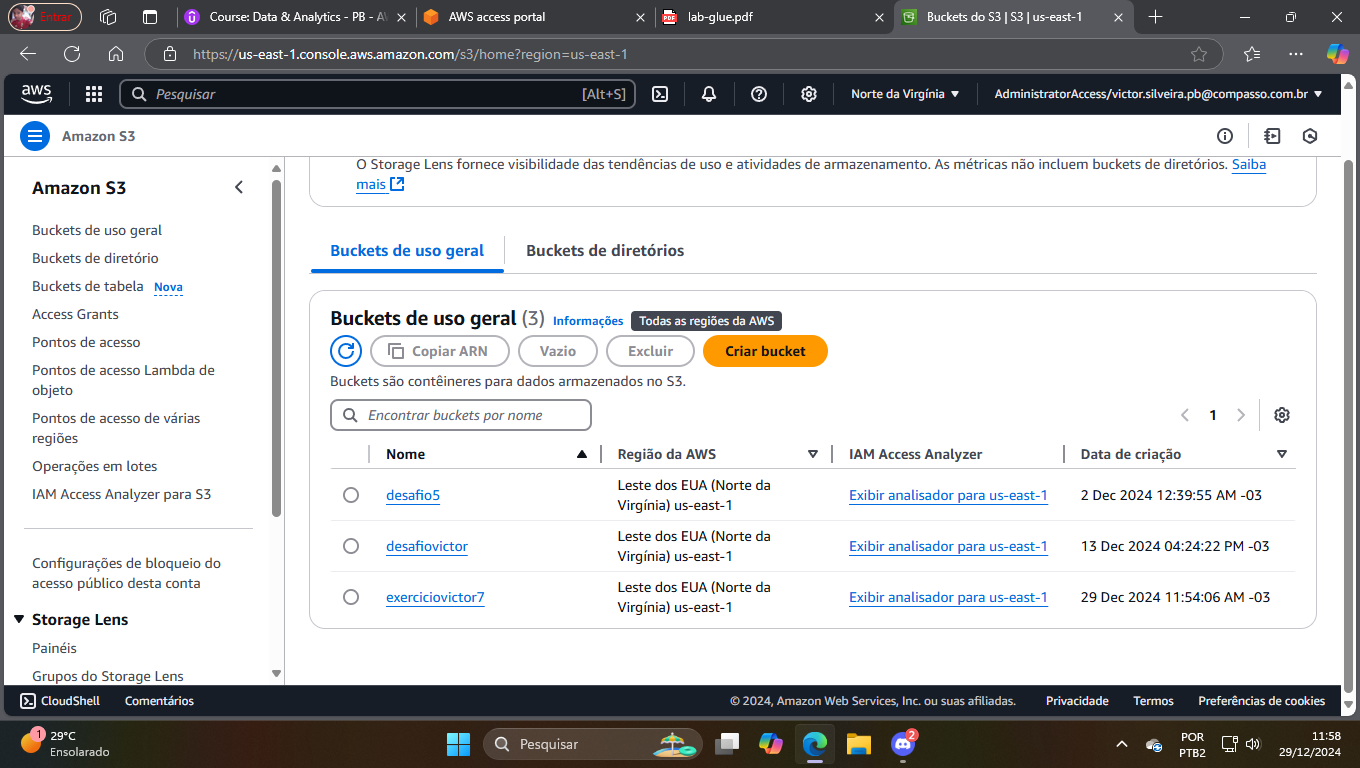 Entrar
Course: Data & Analytics - PB - AW
AWS access portal
lab-glue.pdf
Buckets do S3 | S3 | us-east-1
https://us-east-1.console.aws.amazon.com/s3/home?region=us-east-1
aws
Pesquisar
[Alt+S]
Norte da Virgínia
AdministratorAccess/victor.silveira.pb@compasso.com.br
Amazon S3
Amazon S3
Buckets de uso geral
Buckets de diretório
Buckets de tabela Nova
Access Grants
Pontos de acesso
Pontos de acesso Lambda de
objeto
Pontos de acesso de várias
regiões
Operações em lotes
IAM Access Analyzer para S3
Configurações de bloqueio do
acesso público desta conta
Storage Lens
Painéis
Grupos do Storage Lens
O Storage Lens fornece visibilidade das tendências de uso e atividades de armazenamento. As métricas não incluem buckets de diretórios. Saiba
mais
Buckets de uso geral
Buckets de diretórios
Buckets de uso geral (3) Informações Todas as regiões da AWS
Copiar ARN
Vazio
Excluir
Criar bucket
Buckets são contêineres para dados armazenados no S3.
Encontrar buckets por nome
1
Nome
Região da AWS
IAM Access Analyzer
Data de criação
desafio5
Leste dos EUA (Norte da
Virgínia) us-east-1
Exibir analisador para us-east-1
2 Dec 2024 12:39:55 AM -03
desafiovictor
Leste dos EUA (Norte da
Virgínia) us-east-1
Exibir analisador para us-east-1
13 Dec 2024 04:24:22 PM -03
exerciciovictor7
Leste dos EUA (Norte da
Virgínia) us-east-1
Exibir analisador para us-east-1
29 Dec 2024 11:54:06 AM -03
CloudShell
Comentários
© 2024, Amazon Web Services, Inc. ou suas afiliadas.
Privacidade
Termos
Preferências de cookies
1
29°C
Ensolarado
Pesquisar
2
POR
PTB2
11:58
29/12/2024